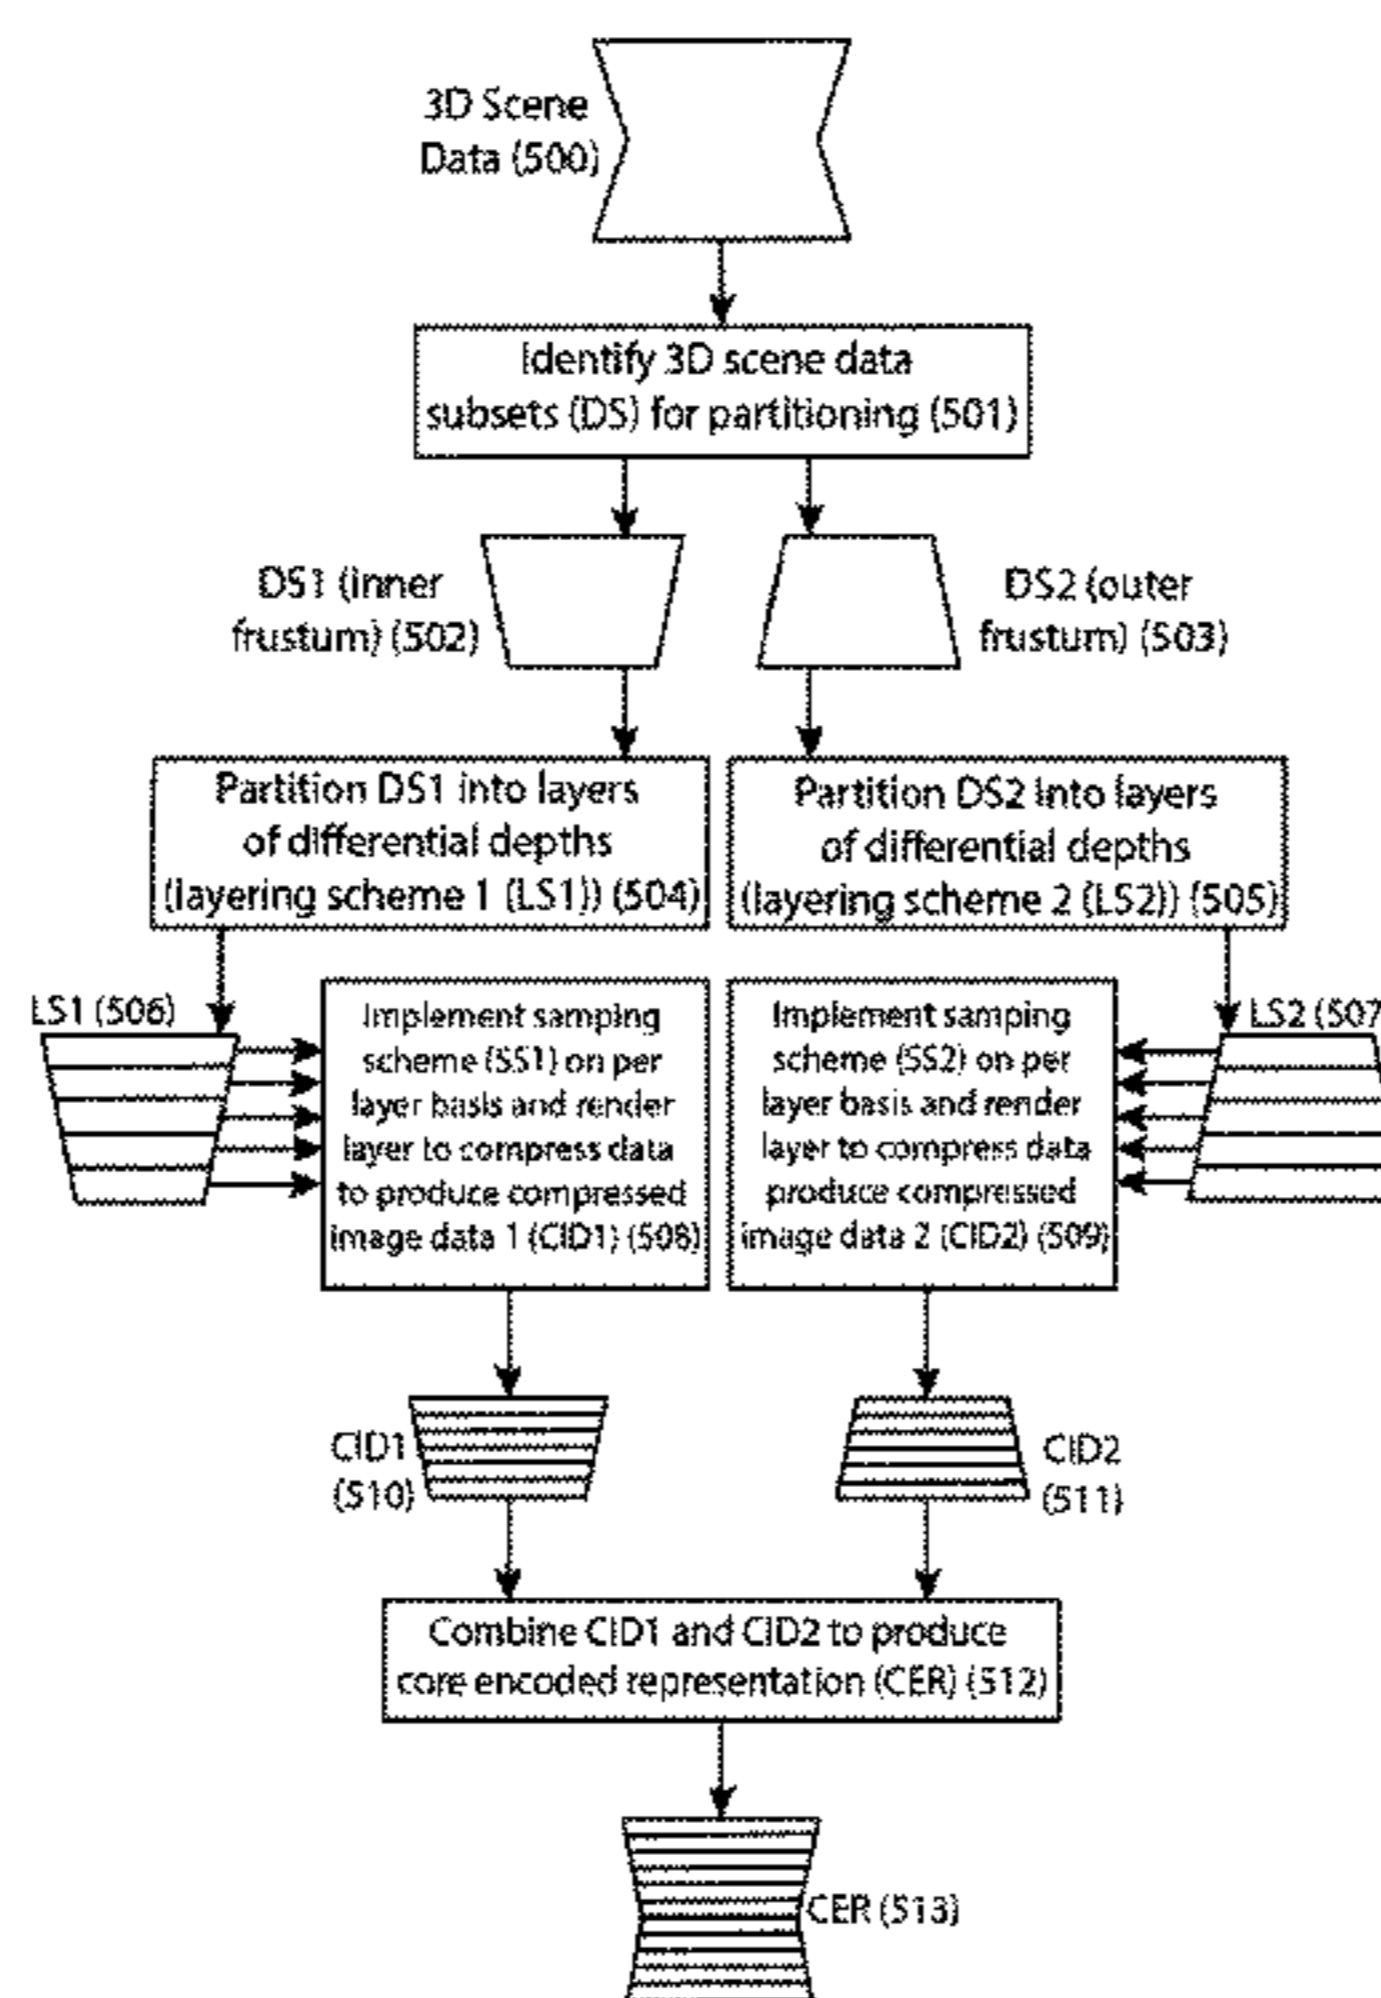 3D Scene
Data (500)
Identify 3D scene data
subsets (DS) for partitioning (501)
DS1 (inner
frustum) (502)
DS2 (outer
frustum) (503)
Partition DS1 into layers
of differential depths
(layering scheme 1 (LS1)) (504)
Partition DS2 into layers
of differential depths
(layering scheme 2 (LS2)) (505)
LS1 (506)
Implement samping
scheme (SS1) on per
layer basis and render
layer to compress data
to produce compressed
image data 1 (CID1) (508)
Implement samping
scheme (SS2) on per
layer basis and render
layer to compress data
produce compressed
image data 2 (CID2) (509)
LS2 (507
CID1
(510)
CID2
(511)
Combine CID1 and CID2 to produce
core encoded representation (CER) (512)
CER (513)